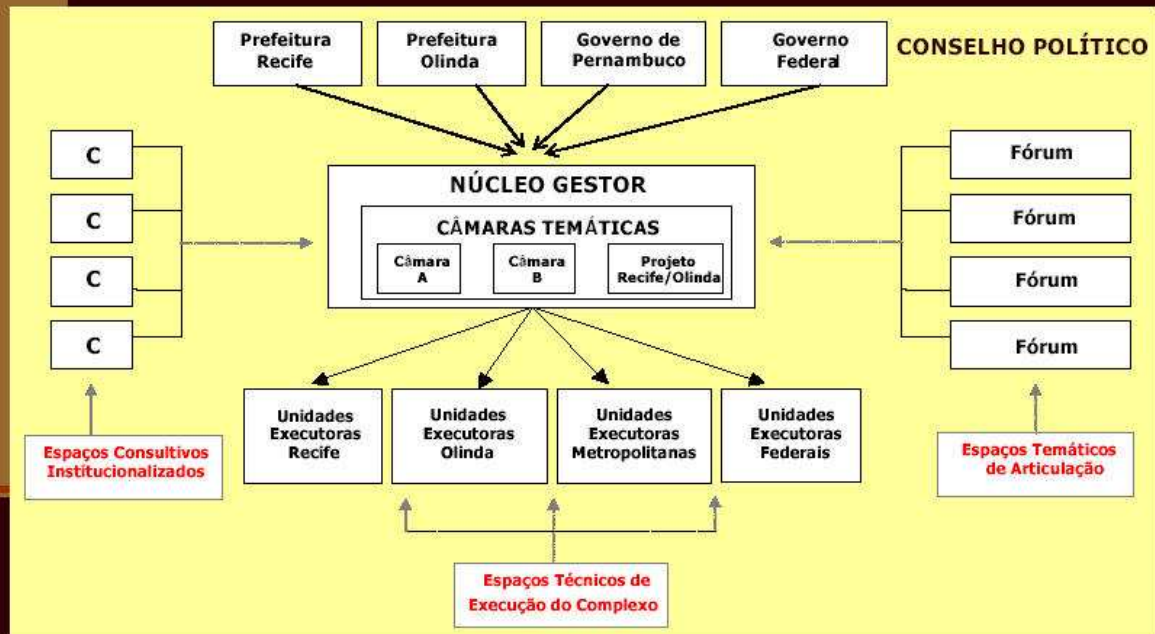 Prefeitura
Recife
Prefeitura
Olinda
Governo de
Pernambuco
Governo
Federal
CONSELHO POLÍTICO
C
C
C
C
NÚCLEO GESTOR
CÂMARAS TEMÁTICAS
Câmara
A
Câmara
B
Projeto
Recife/Olinda
Fórum
Fórum
Fórum
Fórum
Unidades
Executoras
Recife
Unidades
Executoras
Olinda
Unidades
Executoras
Metropolitanas
Unidades
Executoras
Federais
Espaços Consultivos
Institucionalizados
Espaços Temáticos
de Articulação
Espaços Técnicos de
Execução do Complexo